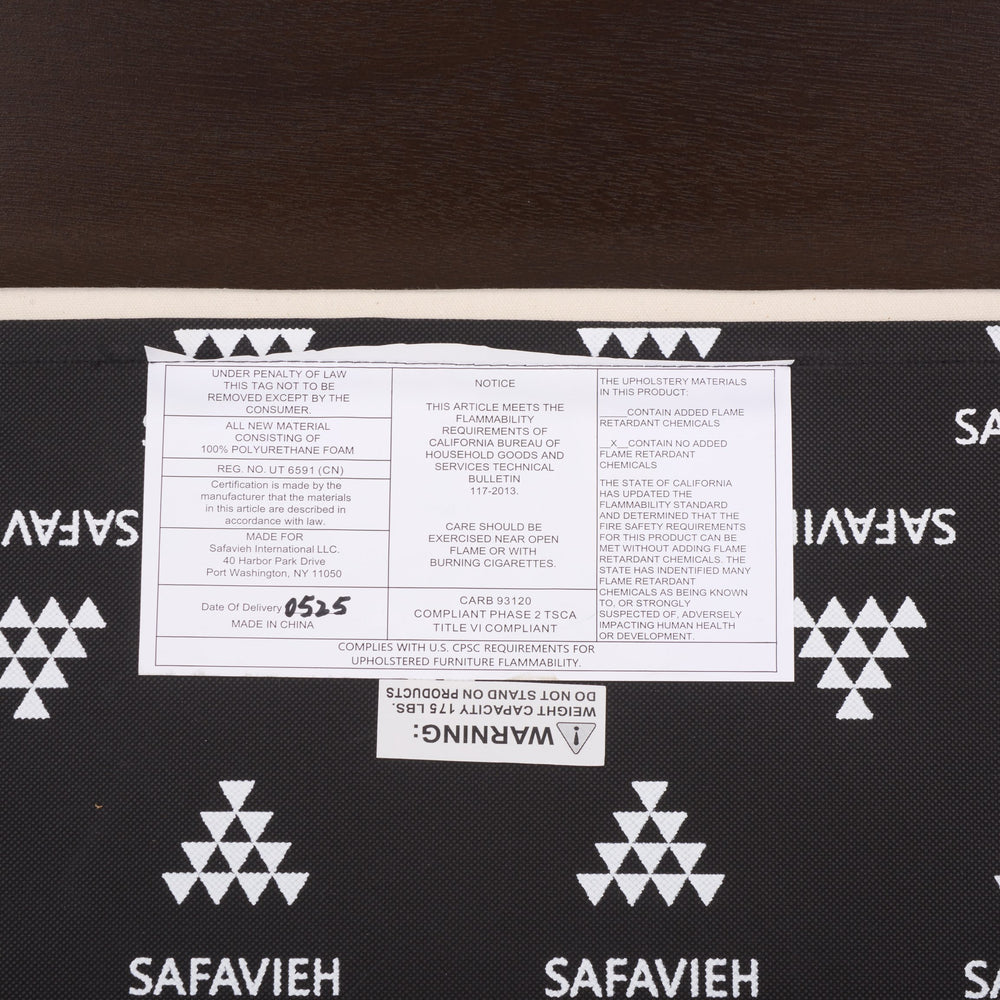 UNDER PENALTY OF LAW
THIS TAG NOT TO BE
REMOVED EXCEPT BY THE
CONSUMER.
ALL NEW MATERIAL
CONSISTING OF
100% POLYURETHANE FOAM
REG. NO. UT 6591 (CN)
Certification is made by the
manufacturer that the materials
in this article are described in
accordance with law.
MADE FOR
Safavieh International LLC.
40 Harbor Park Drive
Port Washington, NY 11050
Date Of Delivery 0525
MADE IN CHINA
NOTICE
THIS ARTICLE MEETS THE
FLAMMABILITY
REQUIREMENTS OF
CALIFORNIA BUREAU OF
HOUSEHOLD GOODS AND
SERVICES TECHNICAL
BULLETIN
117-2013.
CARE SHOULD BE
EXERCISED NEAR OPEN
FLAME OR WITH
BURNING CIGARETTES.
CARB 93120
COMPLIANT PHASE 2 TSCA
TITLE VI COMPLIANT
THE UPHOLSTERY MATERIALS
IN THIS PRODUCT:
____CONTAIN ADDED FLAME
RETARDANT CHEMICALS
__X__CONTAIN NO ADDED
FLAME RETARDANT
CHEMICALS
THE STATE OF CALIFORNIA
HAS UPDATED THE
FLAMMABILITY STANDARD
AND DETERMINED THAT THE
FIRE SAFETY REQUIREMENTS
FOR THIS PRODUCT CAN BE
MET WITHOUT ADDING FLAME
RETARDANT CHEMICALS. THE
STATE HAS INDENTIFIED MANY
FLAME RETARDANT
CHEMICALS AS BEING KNOWN
TO, OR STRONGLY
SUSPECTED OF, ADVERSELY
IMPACTING HUMAN HEALTH
OR DEVELOPMENT.
COMPLIES WITH U.S. CPSC REQUIREMENTS FOR
UPHOLSTERED FURNITURE FLAMMABILITY.
WARNING:
WEIGHT CAPACITY 175 LBS.
DO NOT STAND ON PRODUCTS
SA
SAFAV
SAFAVIEH
SAFAVIEH
SAFAVIEH